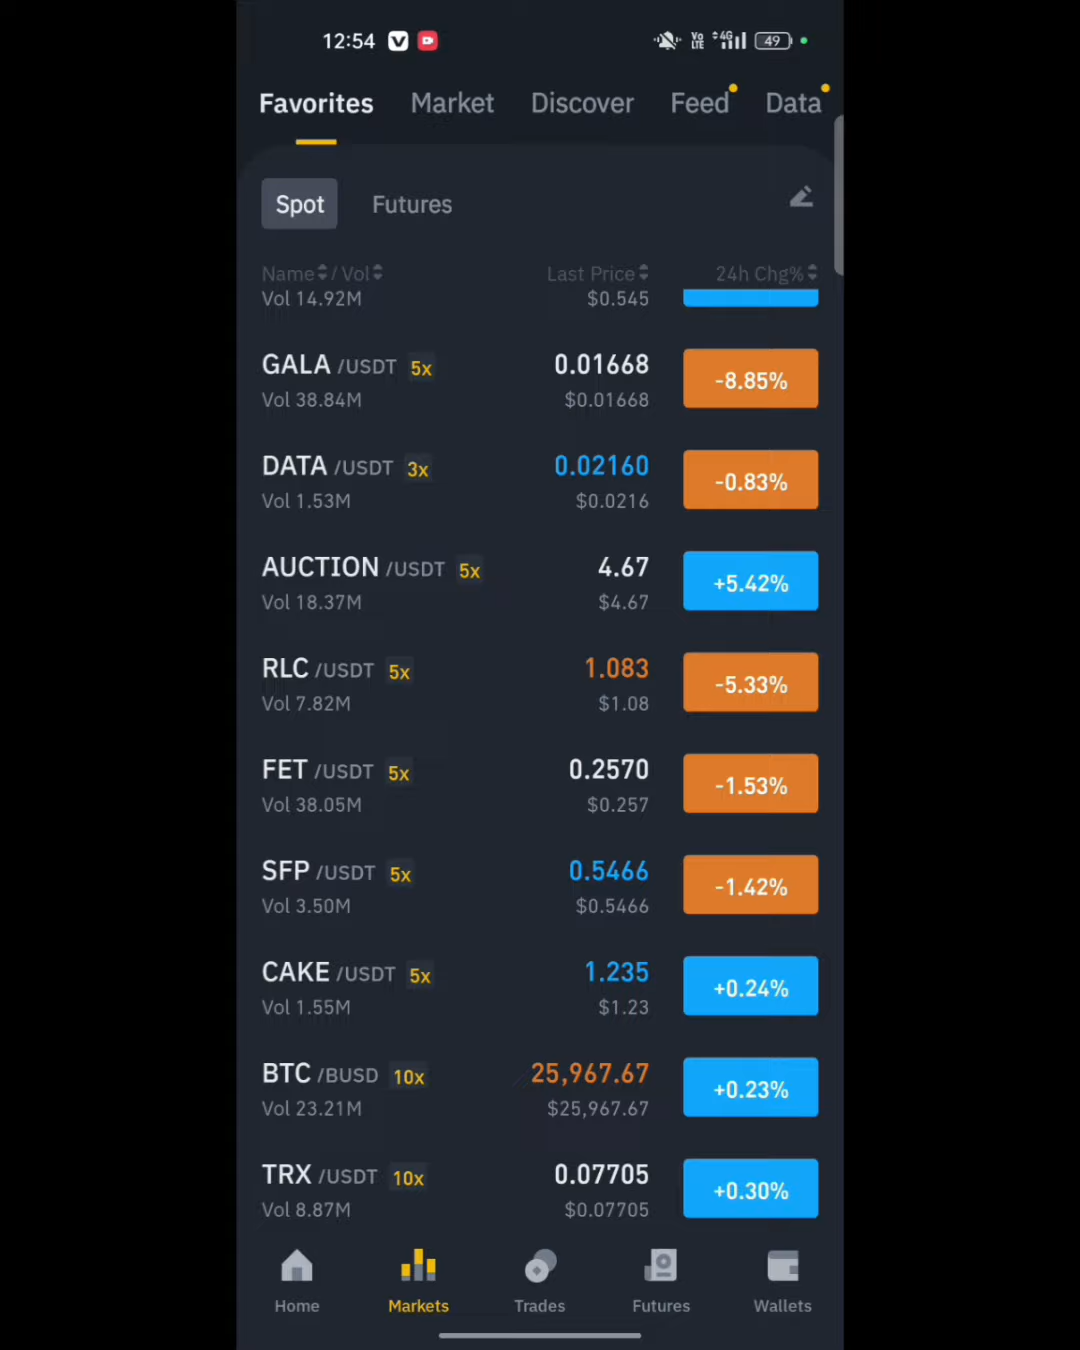 12:54 Vo LTE 4G 49
Favorites Market Discover Feed Data
Spot Futures
Name / Vol Last Price 24h Chg%
Vol 14.92M $0.545
GALA /USDT 5x 0.01668 -8.85%
Vol 38.84M $0.01668
DATA /USDT 3x 0.02160 -0.83%
Vol 1.53M $0.0216
AUCTION /USDT 5x 4.67 +5.42%
Vol 18.37M $4.67
RLC /USDT 5x 1.083 -5.33%
Vol 7.82M $1.08
FET /USDT 5x 0.2570 -1.53%
Vol 38.05M $0.257
SFP /USDT 5x 0.5466 -1.42%
Vol 3.50M $0.5466
CAKE /USDT 5x 1.235 +0.24%
Vol 1.55M $1.23
BTC /BUSD 10x 25,967.67 +0.23%
Vol 23.21M $25,967.67
TRX /USDT 10x 0.07705 +0.30%
Vol 8.87M $0.07705
Home Markets Trades Futures Wallets